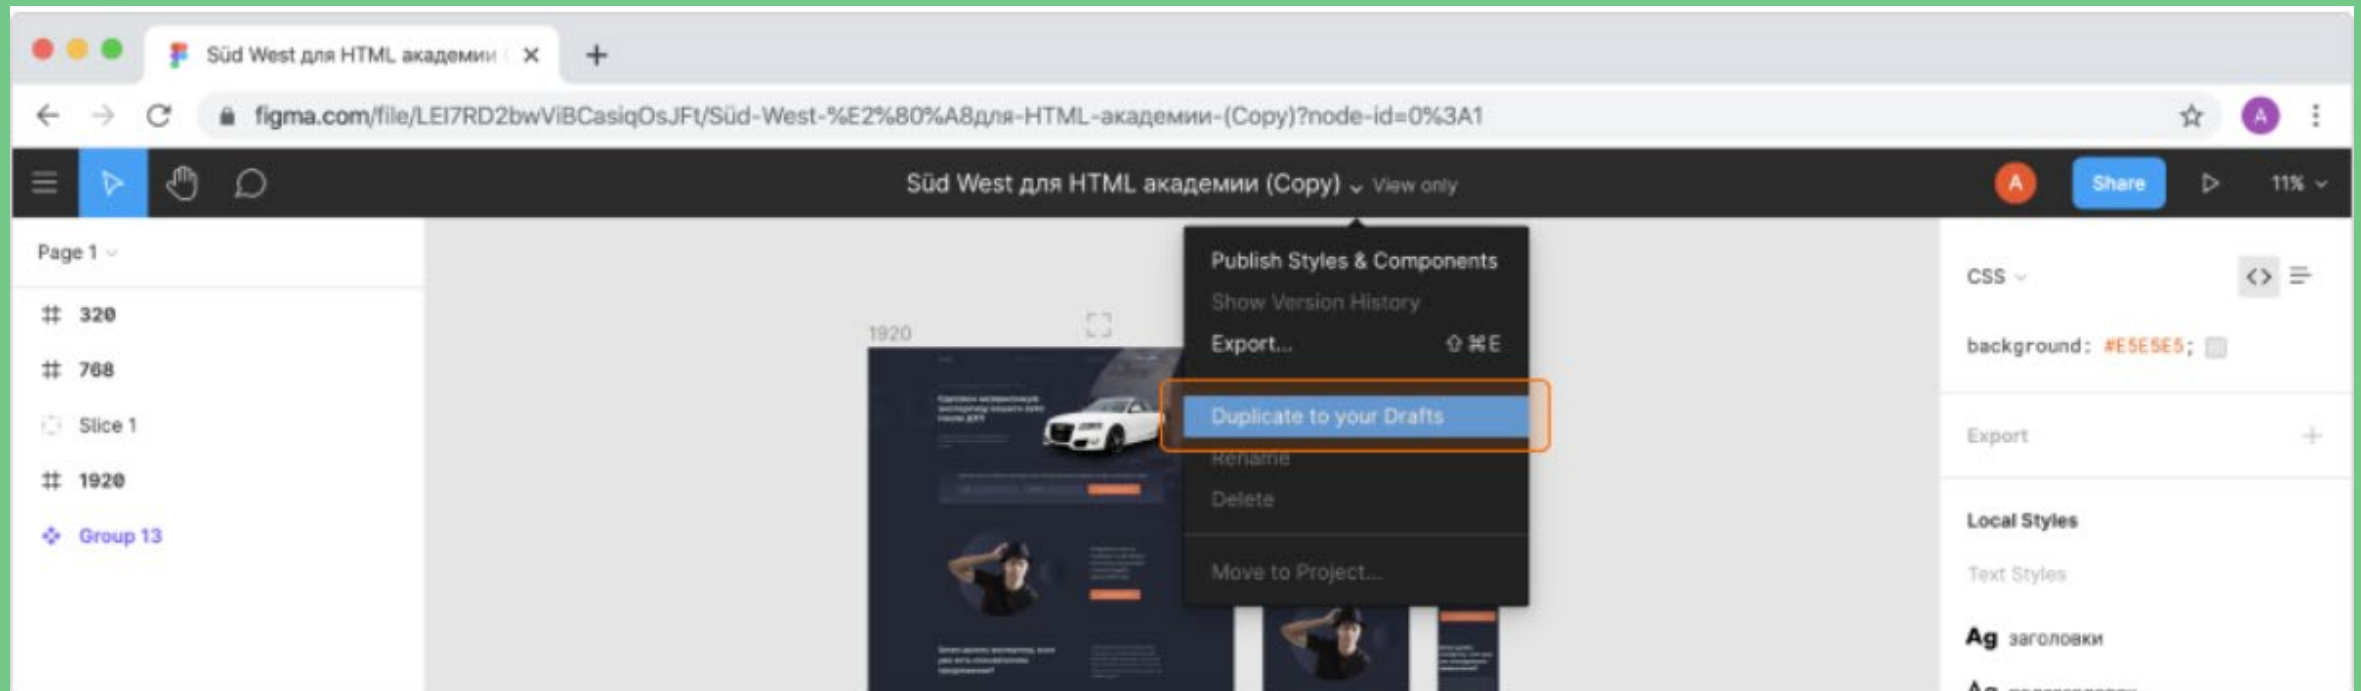 Süd West для HTML академии
figma.com/file/LEI7RD2bwViBCasiqOsJFt/Süd-West-%E2%80%A8для-HTML-академии-(Copy)?node-id=0%3A1
A
Süd West для HTML академии (Copy) View only
A
Share
11%
Page 1
320
768
Slice 1
1920
Group 13
1920
Publish Styles & Components
Show Version History
Export... ⇧⌘E
Duplicate to your Drafts
Rename
Delete
Move to Project...
CSS
background: #E5E5E5;
Export
Local Styles
Text Styles
Ag заголовки